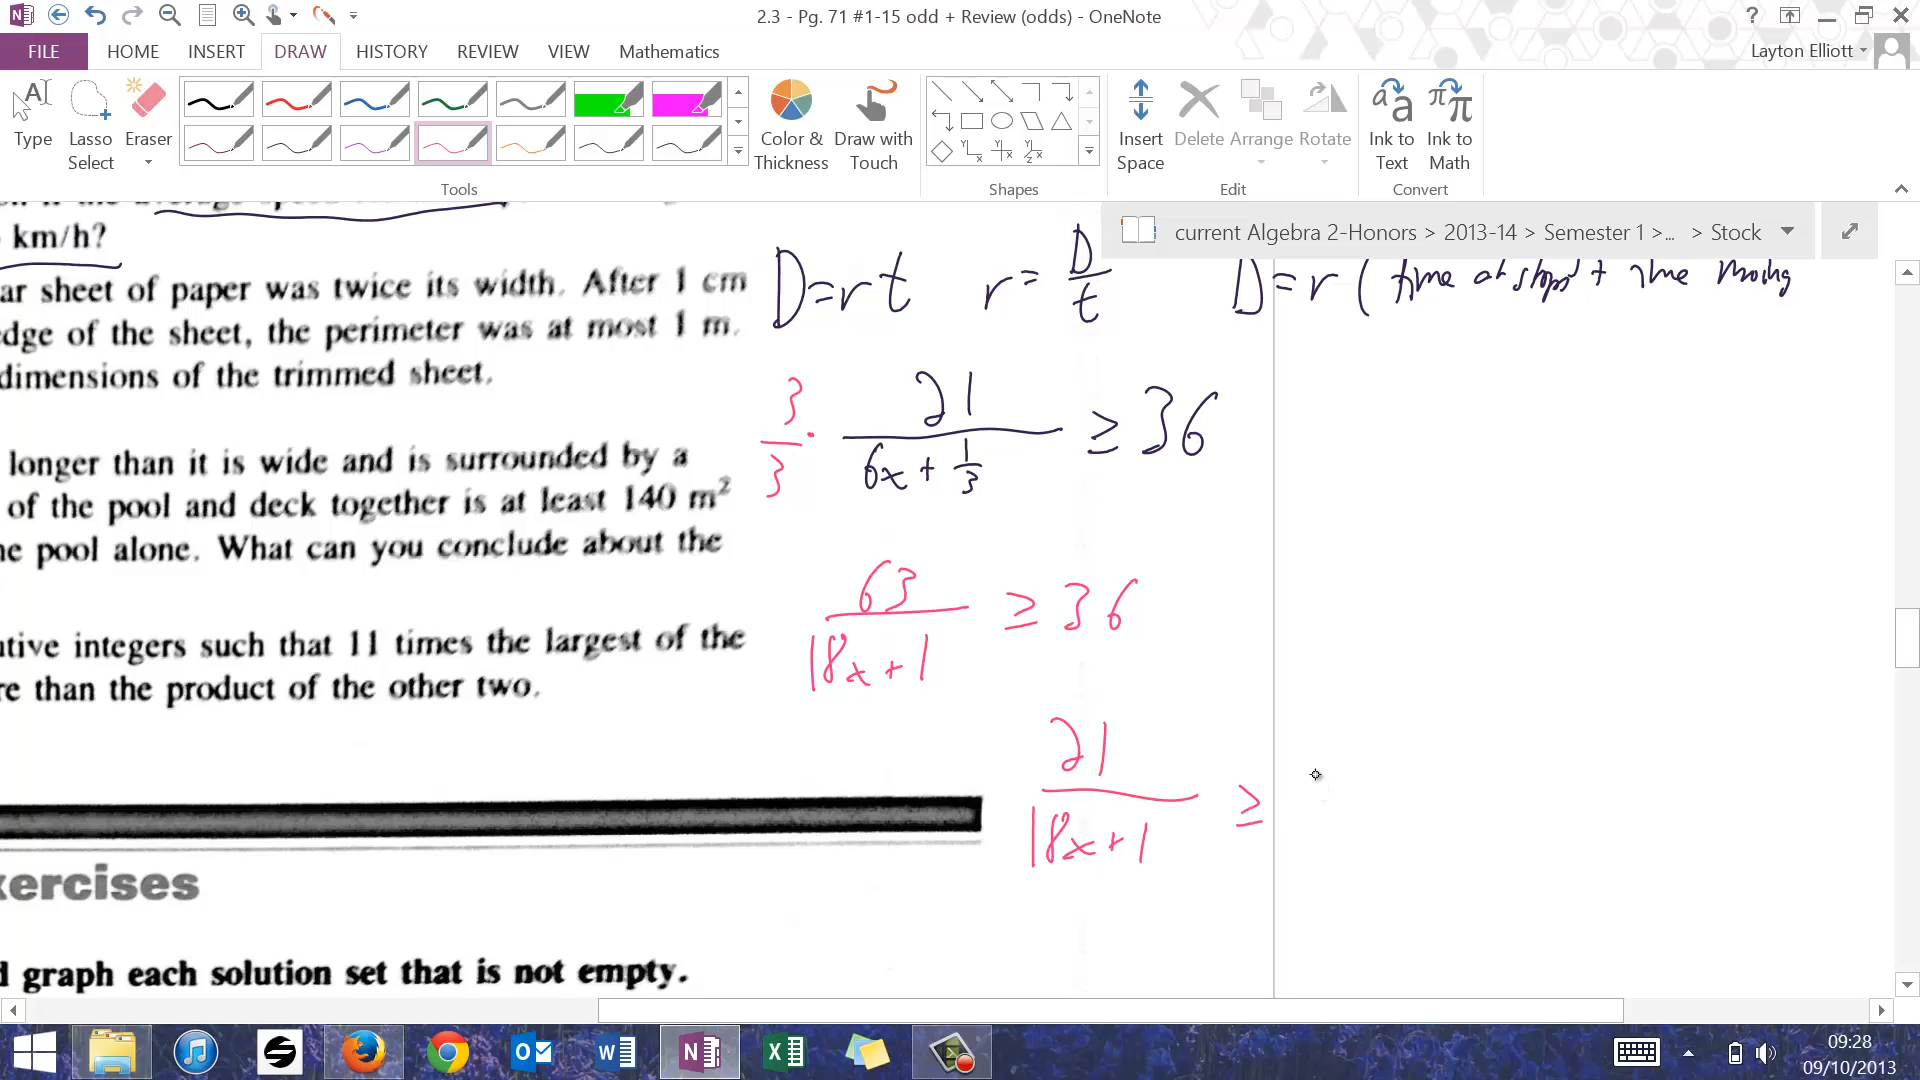 2.3 - Pg. 71 #1-15 odd + Review (odds) - OneNote
FILE HOME INSERT DRAW HISTORY REVIEW VIEW Mathematics
Layton Elliott
Type
Lasso Select
Eraser
Color & Thickness
Draw with Touch
Insert Space
Delete
Arrange
Rotate
Ink to Text
Ink to Math
Tools
Shapes
Edit
Convert
current Algebra 2-Honors > 2013-14 > Semester 1 >... > Stock
km/h?
ar sheet of paper was twice its width. After 1 cm
dge of the sheet, the perimeter was at most 1 m.
dimensions of the trimmed sheet.
longer than it is wide and is surrounded by a
of the pool and deck together is at least 140 m²
e pool alone. What can you conclude about the
utive integers such that 11 times the largest of the
re than the product of the other two.
xercises
d graph each solution set that is not empty.
D=rt
r= D/t
D=r( time at stops + time moving
3/3 · 21/(6x + 1/3) ≥ 36
63/(18x+1) ≥ 36
21/(18x+1) ≥
09:28
09/10/2013